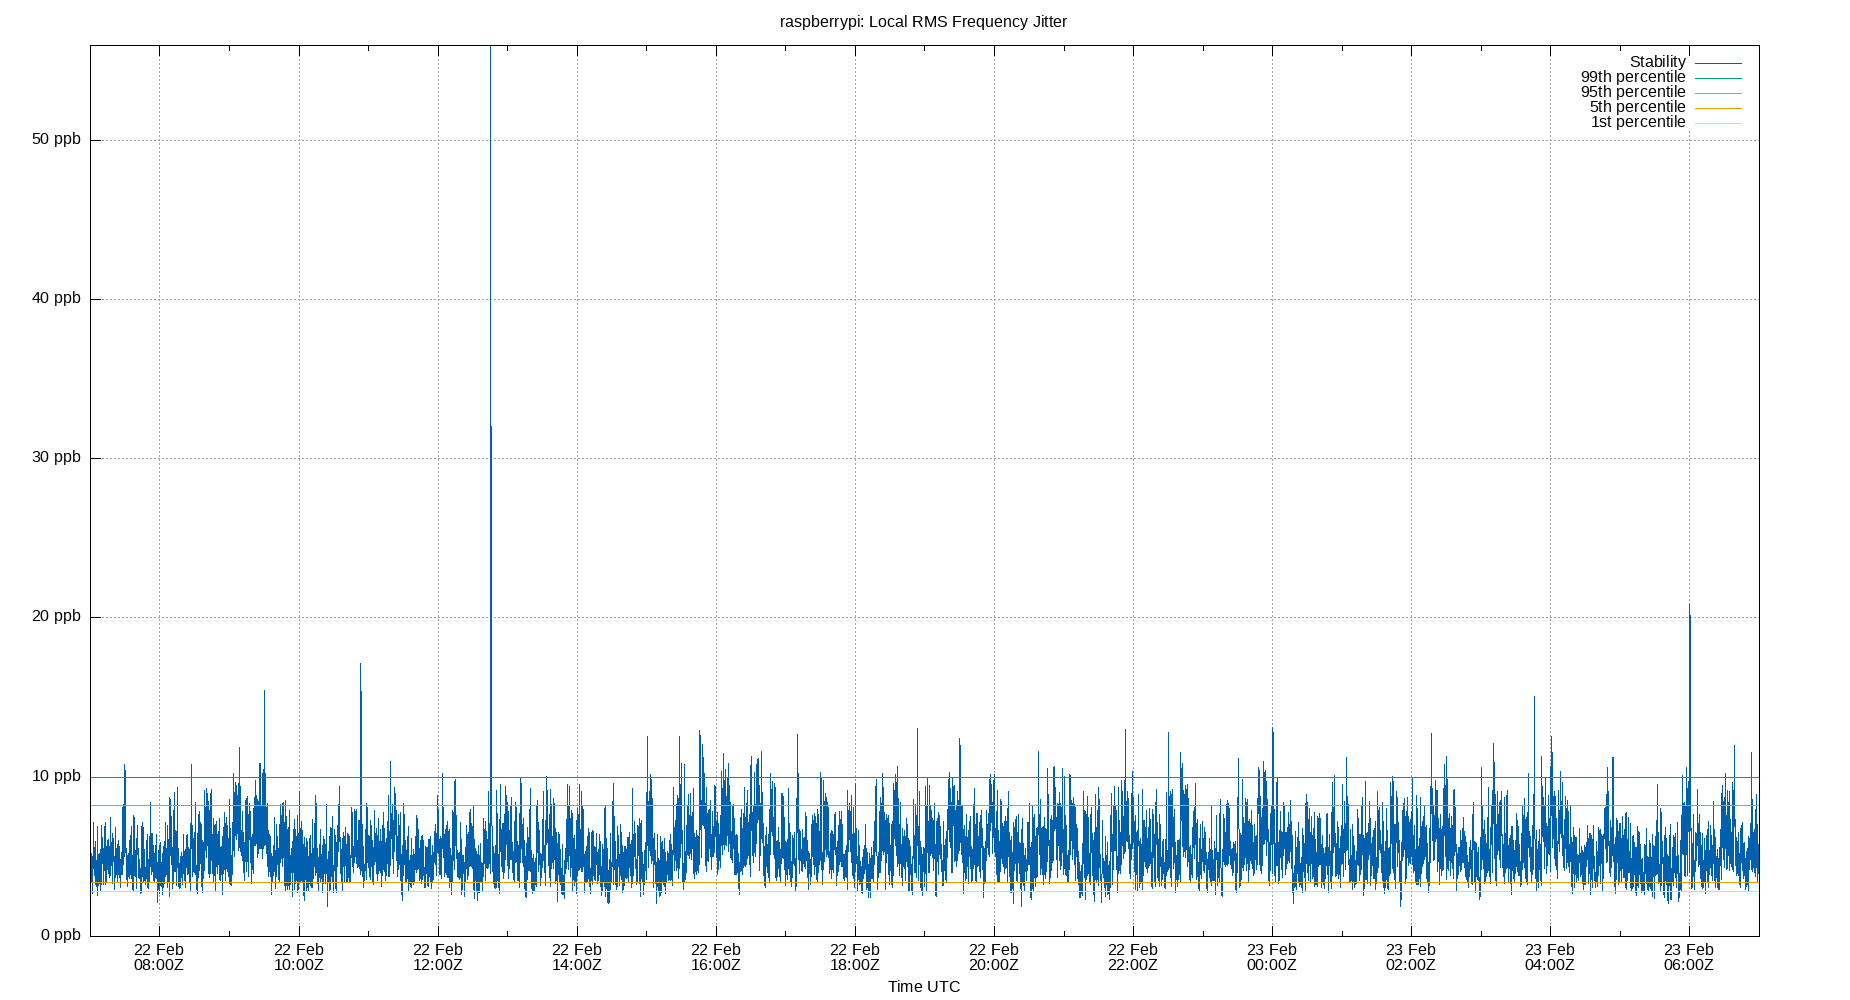 raspberrypi: Local RMS Frequency Jitter
Stability
99th percentile
95th percentile
5th percentile
1st percentile
50 ppb
40 ppb
30 ppb
20 ppb
10 ppb
0 ppb
22 Feb 22 Feb 22 Feb 22 Feb 22 Feb 22 Feb 22 Feb 22 Feb 23 Feb 23 Feb 23 Feb 23 Feb
08:00Z 10:00Z 12:00Z 14:00Z 16:00Z 18:00Z 20:00Z 22:00Z 00:00Z 02:00Z 04:00Z 06:00Z
Time UTC